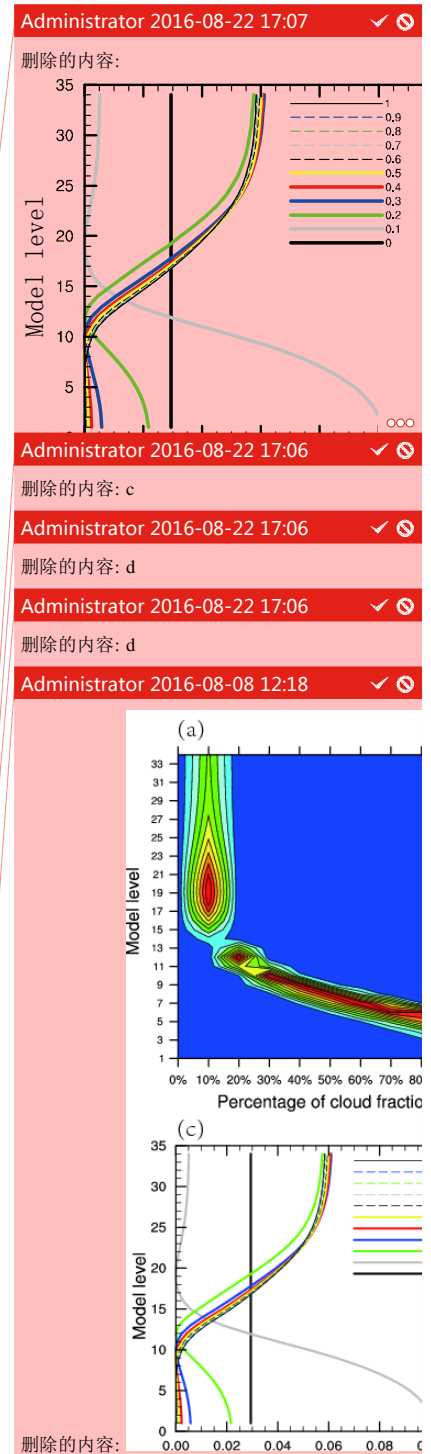 Administrator 2016-08-22 17:07
删除的内容:
35
30
25
20
15
10
5
Model level
1
0.9
0.8
0.7
0.6
0.5
0.4
0.3
0.2
0.1
0
Administrator 2016-08-22 17:06
删除的内容: c
Administrator 2016-08-22 17:06
删除的内容: d
Administrator 2016-08-22 17:06
删除的内容: d
Administrator 2016-08-08 12:18
(a)
33
31
29
27
25
23
21
19
17
15
13
11
9
7
5
3
1
Model level
0% 10% 20% 30% 40% 50% 60% 70% 80%
Percentage of cloud fractio
(c)
35
30
25
20
15
10
5
0
Model level
0.00 0.02 0.04 0.06 0.08
删除的内容: